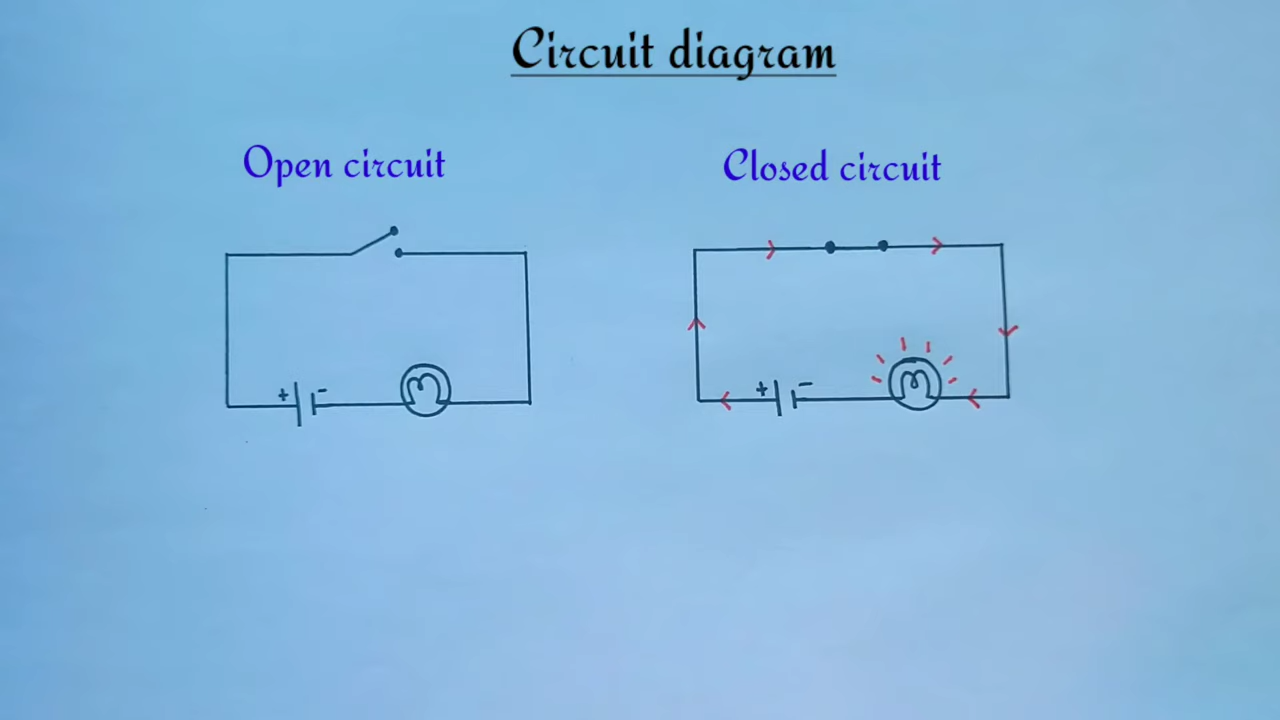 Circuit diagram
Open circuit
Closed circuit
+ -
+ -